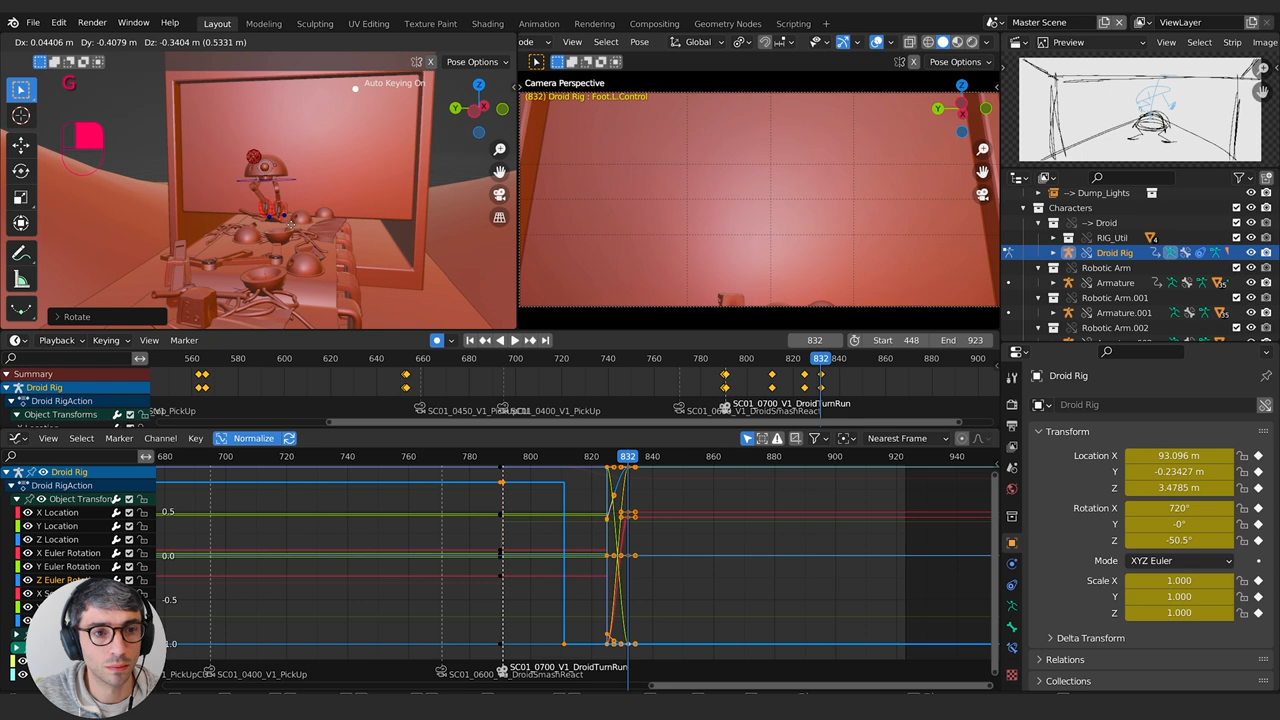 File Edit Render Window Help
Layout Modeling Sculpting UV Editing Texture Paint Shading Animation Rendering Compositing Geometry Nodes Scripting +
Master Scene
ViewLayer
Dx: 0.04406 m Dy: -0.4079 m Dz: -0.3404 m (0.5331 m)
ode View Select Pose Global
Preview View Select Strip Image
Pose Options
Pose Options
G
Auto Keying On
Camera Perspective
(832) Droid Rig : Foot.L.Control
Z
Y
X
Z
Y
X
Rotate
--> Dump_Lights
Characters
--> Droid
RIG_Util
4
Droid Rig
Robotic Arm
Armature
35
Robotic Arm.001
Armature.001
35
Robotic Arm.002
Playback Keying View Marker
832 Start 448 End 923
560 580 600 620 640 660 680 700 720 740 760 780 800 820 832 840 860 880 900
Summary
Droid Rig
Droid RigAction
Object Transforms
SC01_0450_V1_PickUp
SC01_0400_V1_PickUp
SC01_0700_V1_DroidTurnRun
View Select Marker Channel Key Normalize Nearest Frame
680 700 720 740 760 780 800 820 832 840 860 880 900 920 940
Droid Rig
Droid RigAction
Object Transforms
X Location
Y Location
Z Location
X Euler Rotation
Y Euler Rotation
0.5
0.0
-0.5
SC01_0400_V1_PickUp
SC01_0700_V1_DroidTurnRun
Droid Rig
Droid Rig
Transform
Location X 93.096 m
Y -0.23427 m
Z 3.4785 m
Rotation X 720°
Y -0°
Z -50.5°
Mode XYZ Euler
Scale X 1.000
Y 1.000
Z 1.000
Delta Transform
Relations
Collections